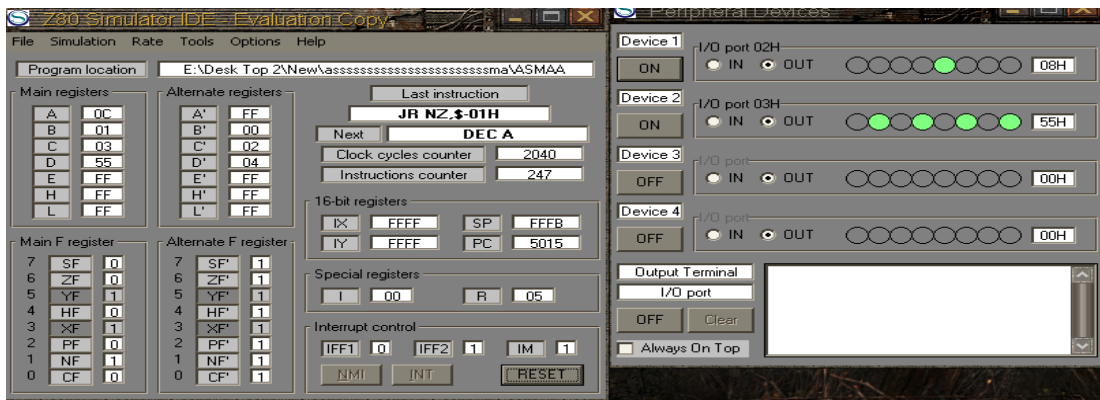 Z80 Simulator IDE - Evaluation Copy
File Simulation Rate Tools Options Help
Program location E:\Desk Top 2\New\assssssssssssssssssssssssma\ASMAA
Main registers
A 0C
B 01
C 03
D 55
E FF
H FF
L FF
Alternate registers
A' FF
B' 00
C' 02
D' 04
E' FF
H' FF
L' FF
Last instruction
JR NZ,$-01H
Next DEC A
Clock cycles counter 2040
Instructions counter 247
16-bit registers
IX FFFF SP FFFB
IY FFFF PC 5015
Main F register
7 SF 0
6 ZF 0
5 YF 1
4 HF 0
3 XF 1
2 PF 0
1 NF 1
0 CF 0
Alternate F register
7 SF' 1
6 ZF' 1
5 YF' 1
4 HF' 1
3 XF' 1
2 PF' 1
1 NF' 1
0 CF' 1
Special registers
I 00 R 05
Interrupt control
IFF1 0 IFF2 1 IM 1
NMI INT RESET
Peripheral Devices
Device 1 I/O port 02H
ON IN OUT 08H
Device 2 I/O port 03H
ON IN OUT 55H
Device 3 I/O port
OFF IN OUT 00H
Device 4 I/O port
OFF IN OUT 00H
Output Terminal
I/O port
OFF Clear
Always On Top